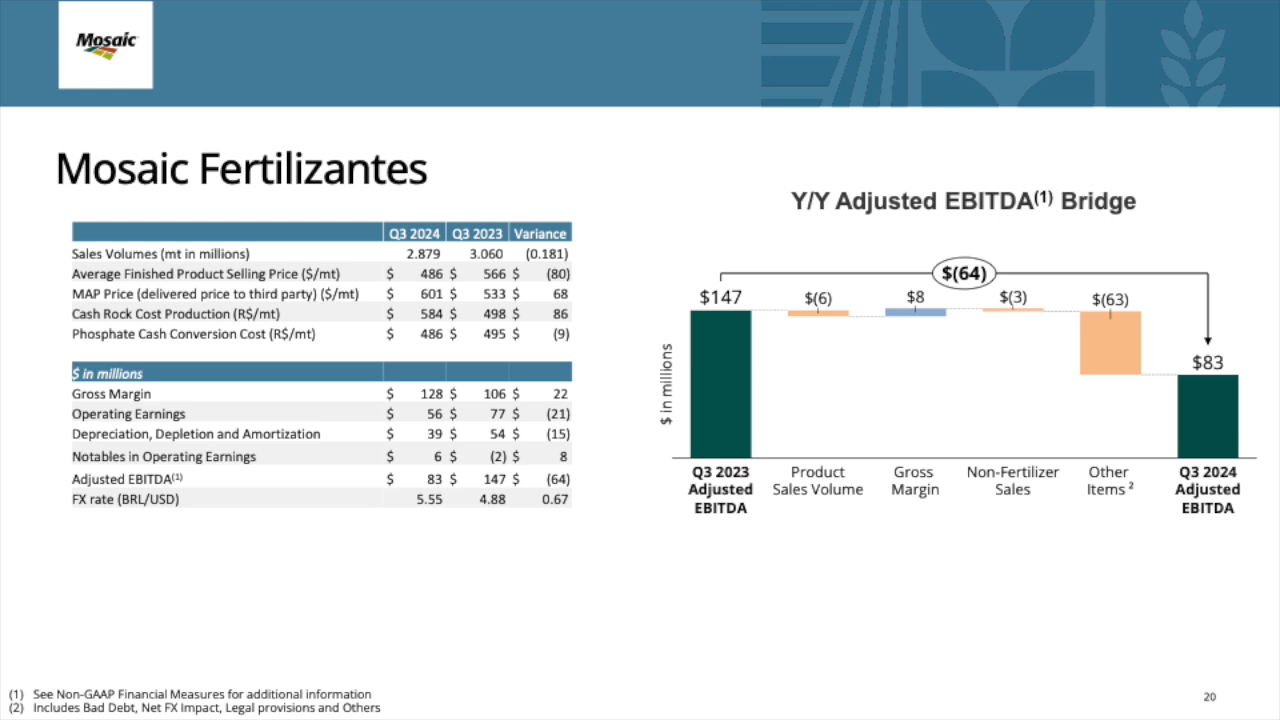 Mosaic
Mosaic Fertilizantes
Q3 2024 Q3 2023 Variance
Sales Volumes (mt in millions) 2.879 3.060 (0.181)
Average Finished Product Selling Price ($/mt) $ 486 $ 566 $ (80)
MAP Price (delivered price to third party) ($/mt) $ 601 $ 533 $ 68
Cash Rock Cost Production (R$/mt) $ 584 $ 498 $ 86
Phosphate Cash Conversion Cost (R$/mt) $ 486 $ 495 $ (9)
$ in millions
Gross Margin $ 128 $ 106 $ 22
Operating Earnings $ 56 $ 77 $ (21)
Depreciation, Depletion and Amortization $ 39 $ 54 $ (15)
Notables in Operating Earnings $ 6 $ (2) $ 8
Adjusted EBITDA(1) $ 83 $ 147 $ (64)
FX rate (BRL/USD) 5.55 4.88 0.67
Y/Y Adjusted EBITDA(1) Bridge
$(64)
$147 $(6) $8 $(3) $(63)
$83
$ in millions
Q3 2023 Product Gross Non-Fertilizer Other Q3 2024
Adjusted Sales Volume Margin Sales Items 2 Adjusted
EBITDA EBITDA
(1) See Non-GAAP Financial Measures for additional information
(2) Includes Bad Debt, Net FX Impact, Legal provisions and Others
20